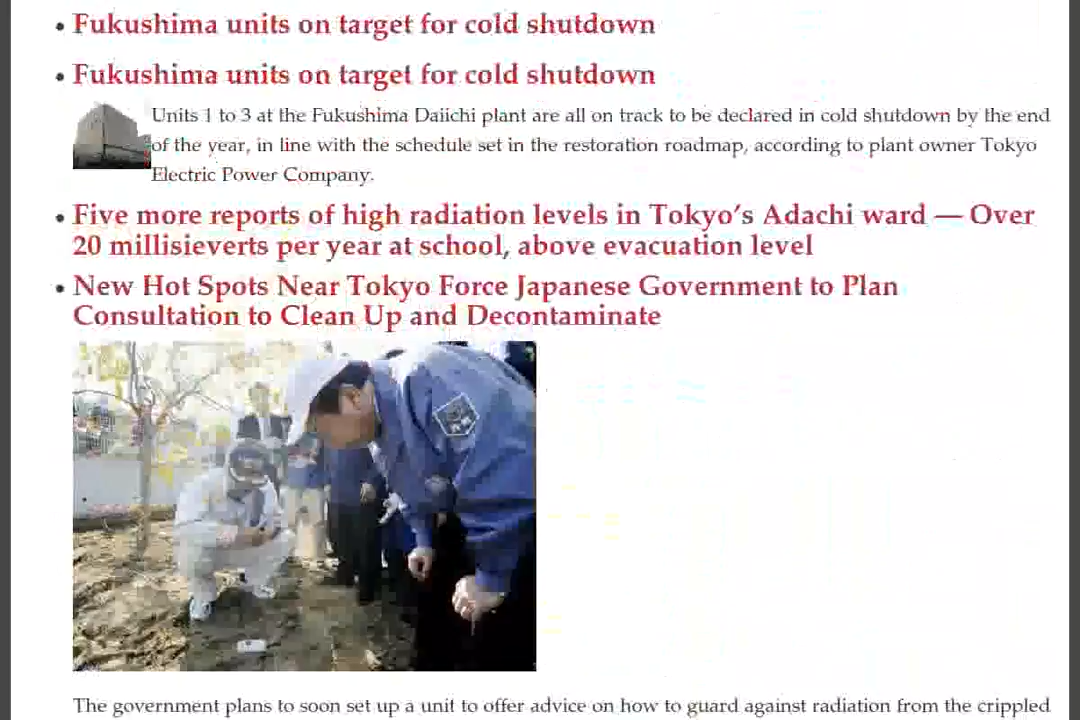 Fukushima units on target for cold shutdown
Fukushima units on target for cold shutdown
Units 1 to 3 at the Fukushima Daiichi plant are all on track to be declared in cold shutdown by the end
of the year, in line with the schedule set in the restoration roadmap, according to plant owner Tokyo
Electric Power Company.
Five more reports of high radiation levels in Tokyo's Adachi ward — Over
20 millisieverts per year at school, above evacuation level
New Hot Spots Near Tokyo Force Japanese Government to Plan
Consultation to Clean Up and Decontaminate
The government plans to soon set up a unit to offer advice on how to guard against radiation from the crippled